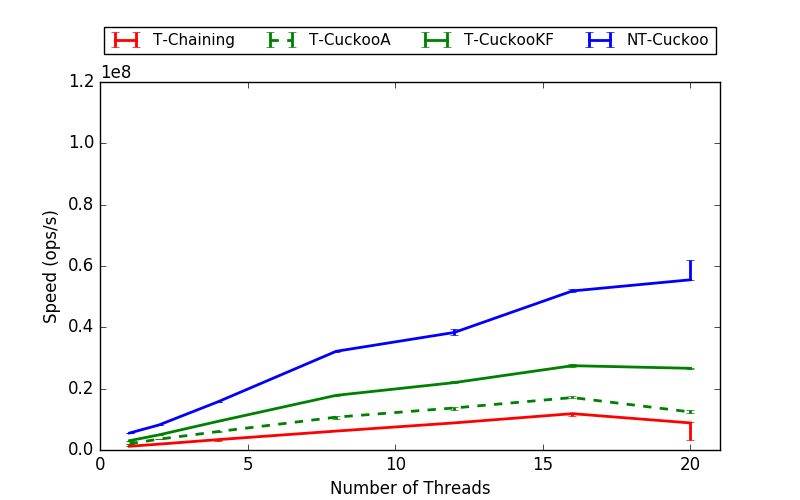 T-Chaining T-CuckooA T-CuckooKF NT-Cuckoo
1e8
1.2
1.0
0.8
0.6
0.4
0.2
0.0
Speed (ops/s)
0 5 10 15 20
Number of Threads